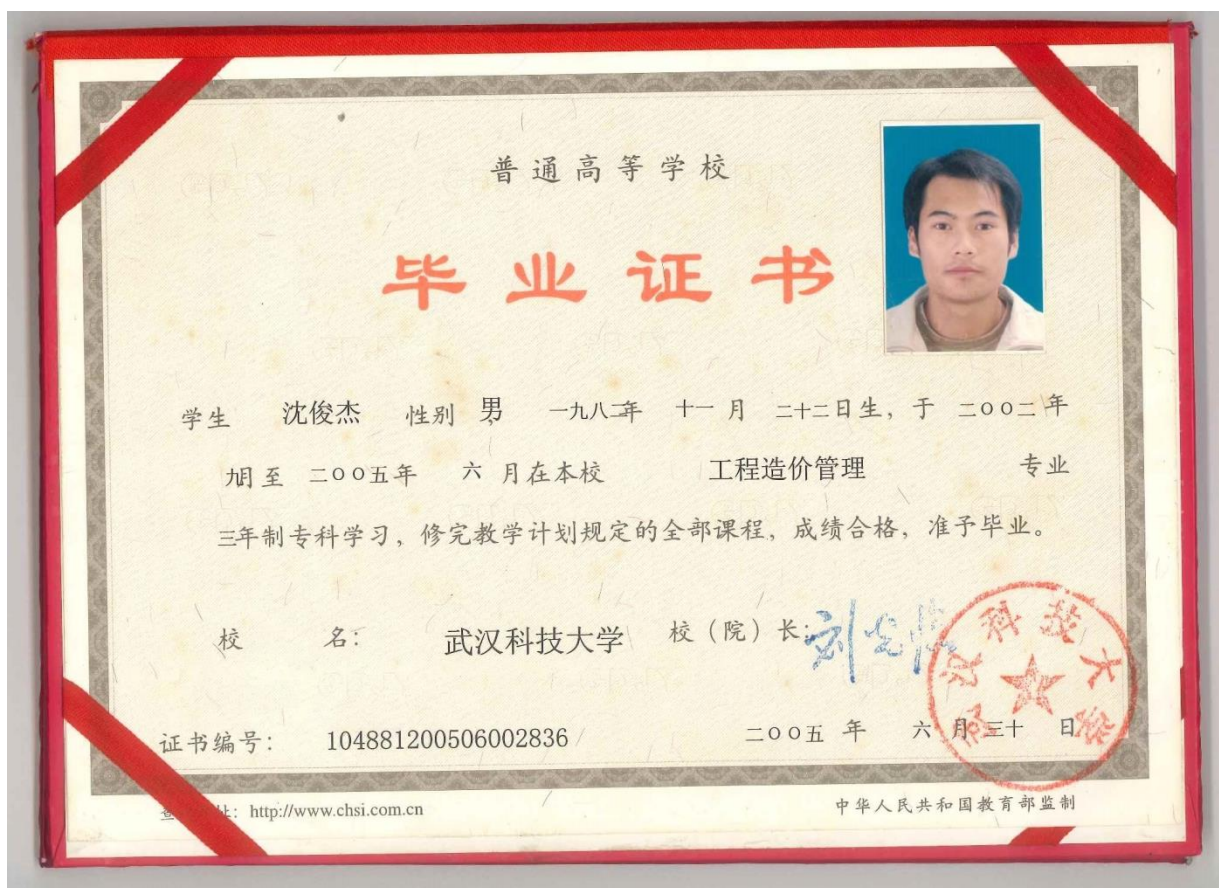 普通高等学校
毕业证书
学生 沈俊杰 性别 男, 一九八二年 十一月 二十二日生，于 二〇〇二年
九月至 二〇〇五年 六月在本校 工程造价管理 专业
三年制专科学习，修完教学计划规定的全部课程，成绩合格，准予毕业。
校 名： 武汉科技大学 校（院）长：
武汉科技大学
证书编号： 104881200506002836 二〇〇五年 六月三十日
http://www.chsi.com.cn 中华人民共和国教育部监制